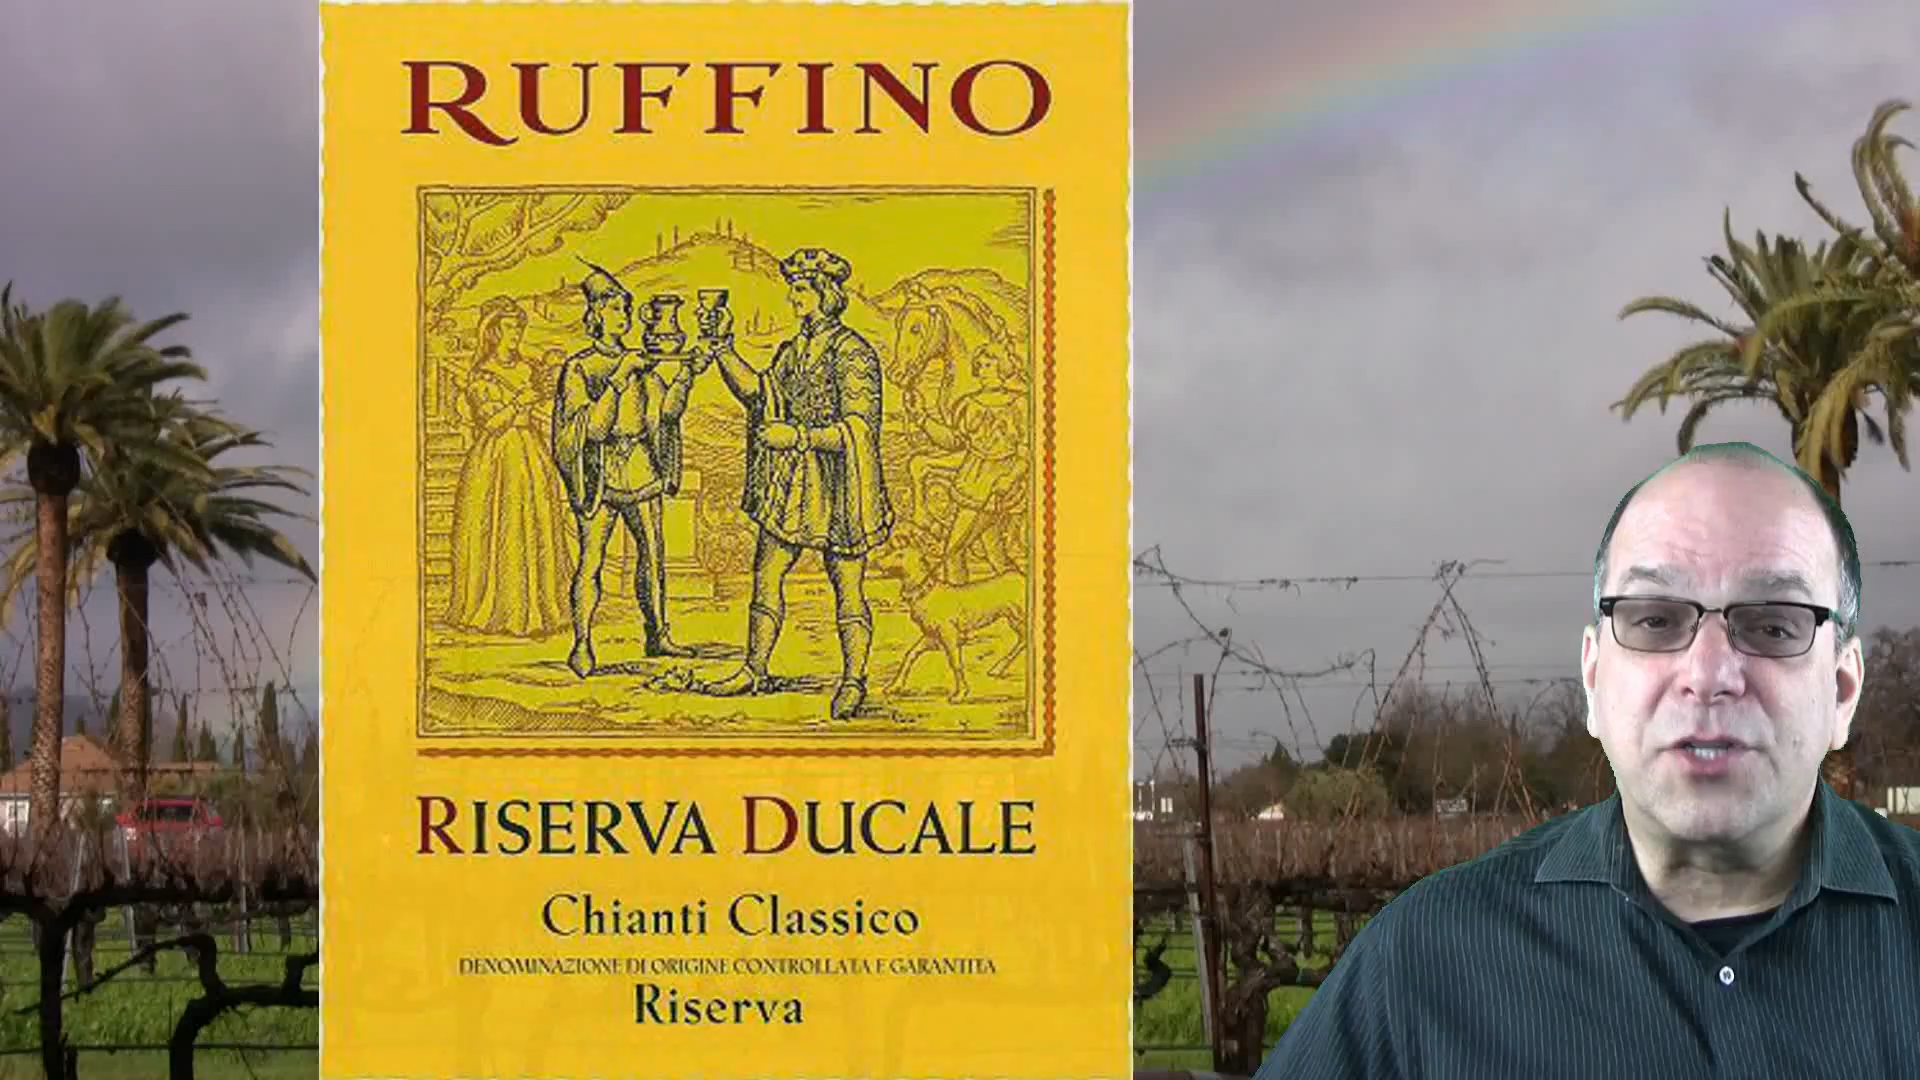 RUFFINO
RISERVA DUCALE
Chianti Classico
DENOMINAZIONE DI ORIGINE CONTROLLATA E GARANTITA
Riserva